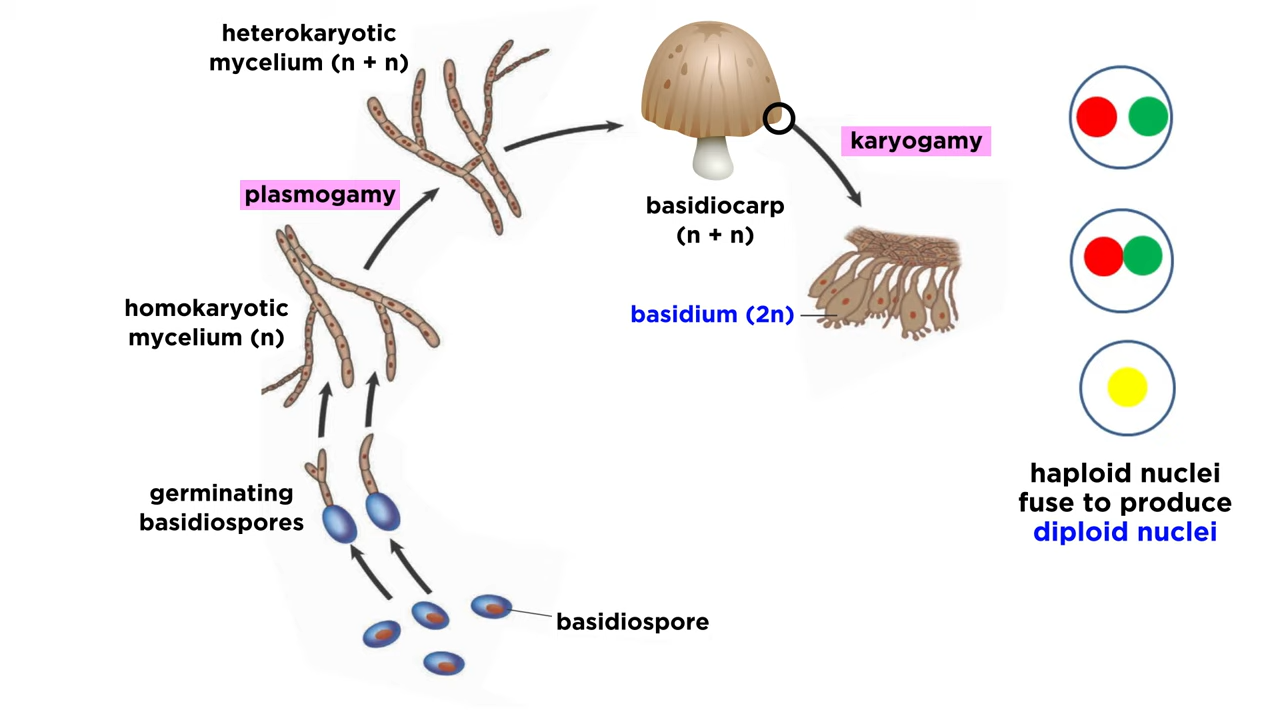 heterokaryotic
mycelium (n + n)
plasmogamy
homokaryotic
mycelium (n)
germinating
basidiospores
basidiospore
basidiocarp
(n + n)
karyogamy
basidium (2n)
haploid nuclei
fuse to produce
diploid nuclei